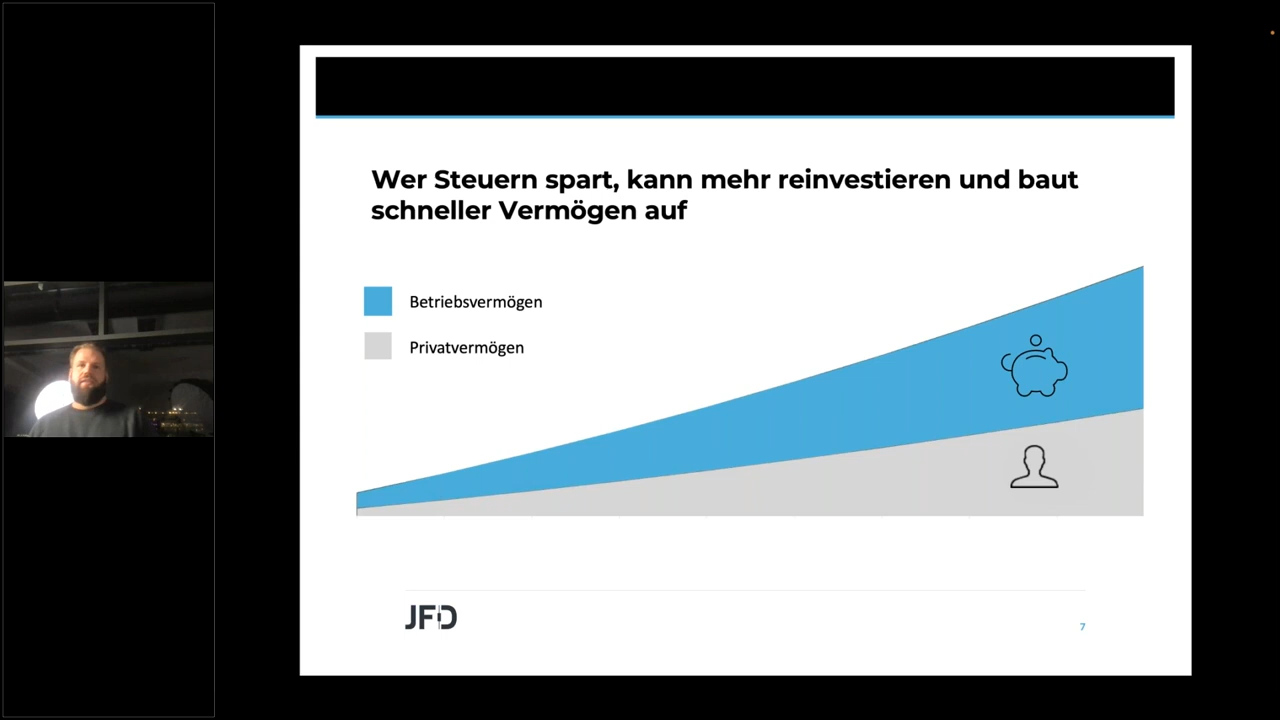 Wer Steuern spart, kann mehr reinvestieren und baut
schneller Vermögen auf
Betriebsvermögen
Privatvermögen
JFD
7